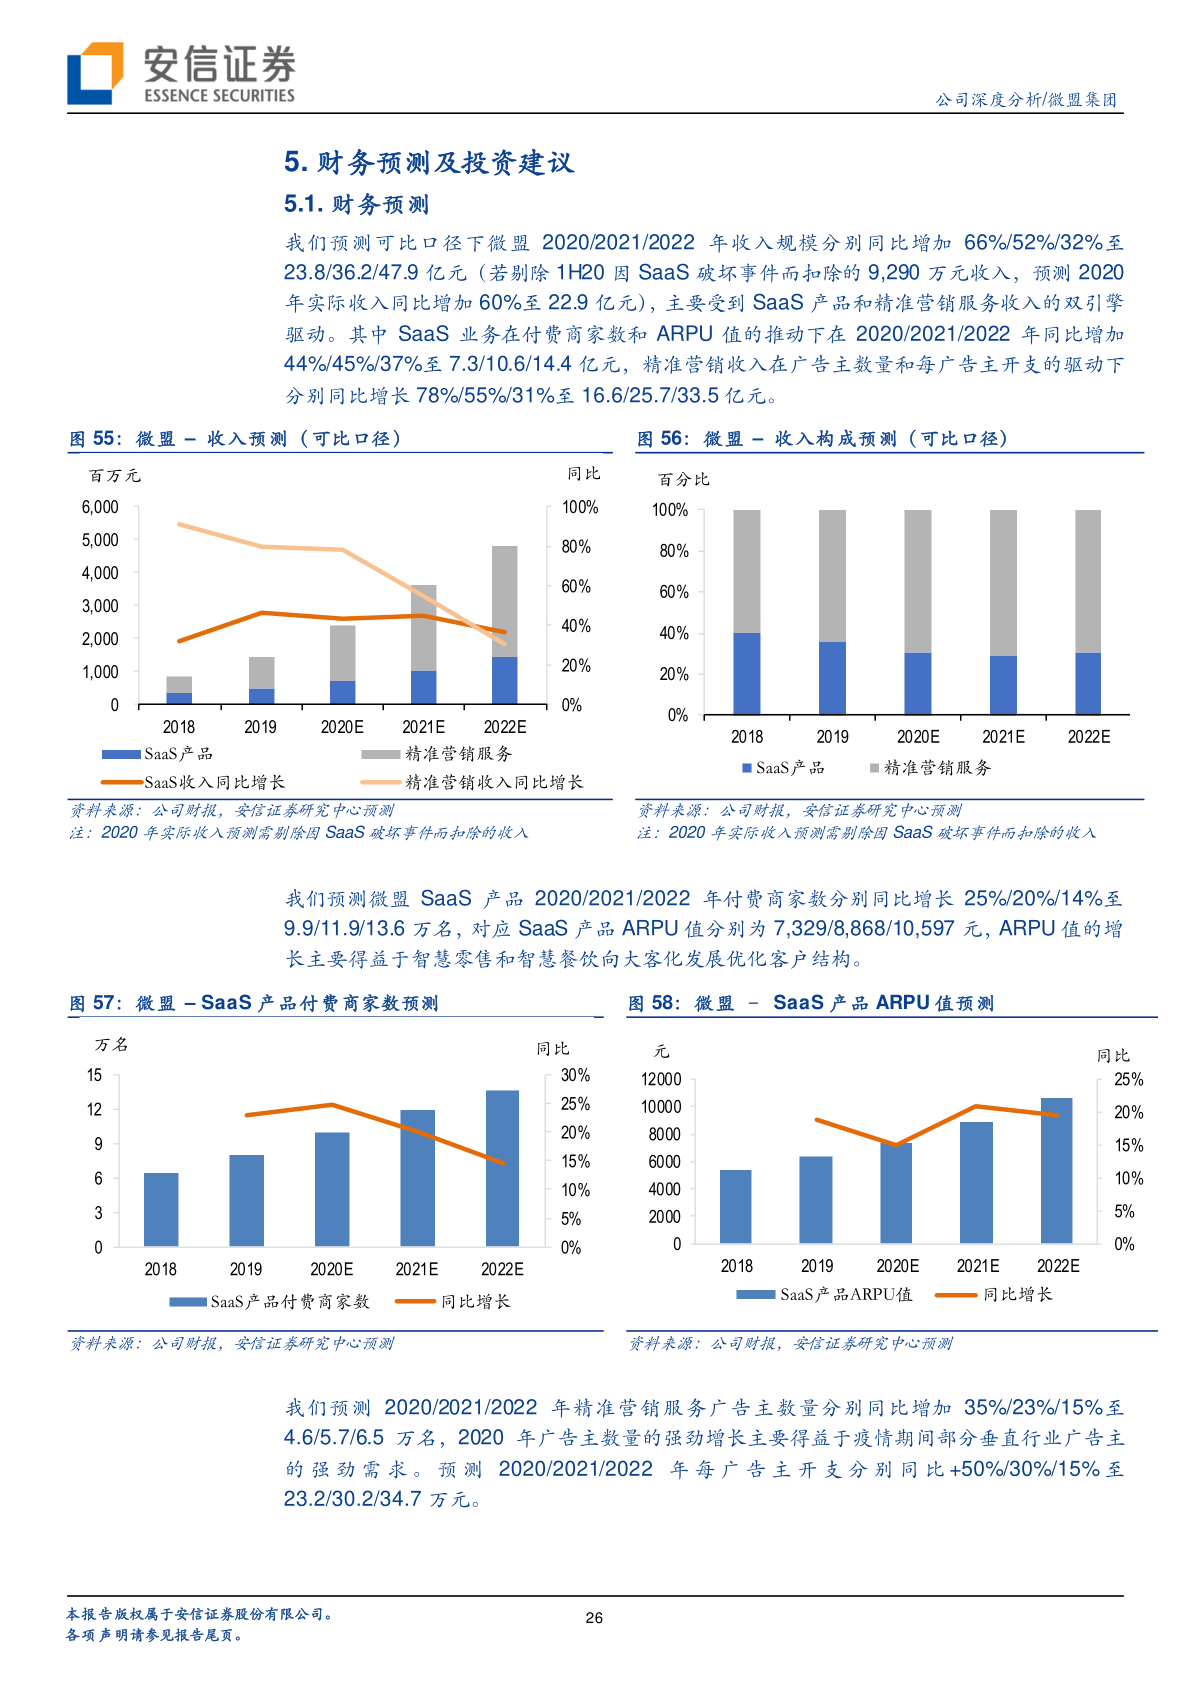 安信证券
ESSENCE SECURITIES
公司深度分析/微盟集团
5. 财务预测及投资建议
5.1. 财务预测
我们预测可比口径下微盟 2020/2021/2022 年收入规模分别同比增加 66%/52%/32%至
23.8/36.2/47.9 亿元（若剔除 1H20 因 SaaS 破坏事件而扣除的 9,290 万元收入，预测 2020
年实际收入同比增加 60%至 22.9 亿元），主要受到 SaaS 产品和精准营销服务收入的双引擎
驱动。其中 SaaS 业务在付费商家数和 ARPU 值的推动下在 2020/2021/2022 年同比增加
44%/45%/37%至 7.3/10.6/14.4 亿元，精准营销收入在广告主数量和每广告主开支的驱动下
分别同比增长 78%/55%/31%至 16.6/25.7/33.5 亿元。
图 55：微盟 – 收入预测（可比口径）
百万元
同比
6,000
5,000
4,000
3,000
2,000
1,000
0
100%
80%
60%
40%
20%
0%
2018 2019 2020E 2021E 2022E
SaaS产品 精准营销服务
SaaS收入同比增长 精准营销收入同比增长
资料来源：公司财报，安信证券研究中心预测
注：2020 年实际收入预测需剔除因 SaaS 破坏事件而扣除的收入
图 56：微盟 – 收入构成预测（可比口径）
百分比
100%
80%
60%
40%
20%
0%
2018 2019 2020E 2021E 2022E
SaaS产品 精准营销服务
资料来源：公司财报，安信证券研究中心预测
注：2020 年实际收入预测需剔除因 SaaS 破坏事件而扣除的收入
我们预测微盟 SaaS 产品 2020/2021/2022 年付费商家数分别同比增长 25%/20%/14%至
9.9/11.9/13.6 万名，对应 SaaS 产品 ARPU 值分别为 7,329/8,868/10,597 元，ARPU 值的增
长主要得益于智慧零售和智慧餐饮向大客化发展优化客户结构。
图 57：微盟 – SaaS 产品付费商家数预测
万名
同比
15
12
9
6
3
0
30%
25%
20%
15%
10%
5%
0%
2018 2019 2020E 2021E 2022E
SaaS产品付费商家数 同比增长
资料来源：公司财报，安信证券研究中心预测
图 58：微盟 – SaaS 产品 ARPU 值预测
元
同比
12000
10000
8000
6000
4000
2000
0
25%
20%
15%
10%
5%
0%
2018 2019 2020E 2021E 2022E
SaaS产品ARPU值 同比增长
资料来源：公司财报，安信证券研究中心预测
我们预测 2020/2021/2022 年精准营销服务广告主数量分别同比增加 35%/23%/15%至
4.6/5.7/6.5 万名，2020 年广告主数量的强劲增长主要得益于疫情期间部分垂直行业广告主
的强劲需求。预测 2020/2021/2022 年每广告主开支分别同比+50%/30%/15%至
23.2/30.2/34.7 万元。
本报告版权属于安信证券股份有限公司。
各项声明请参见报告尾页。
26